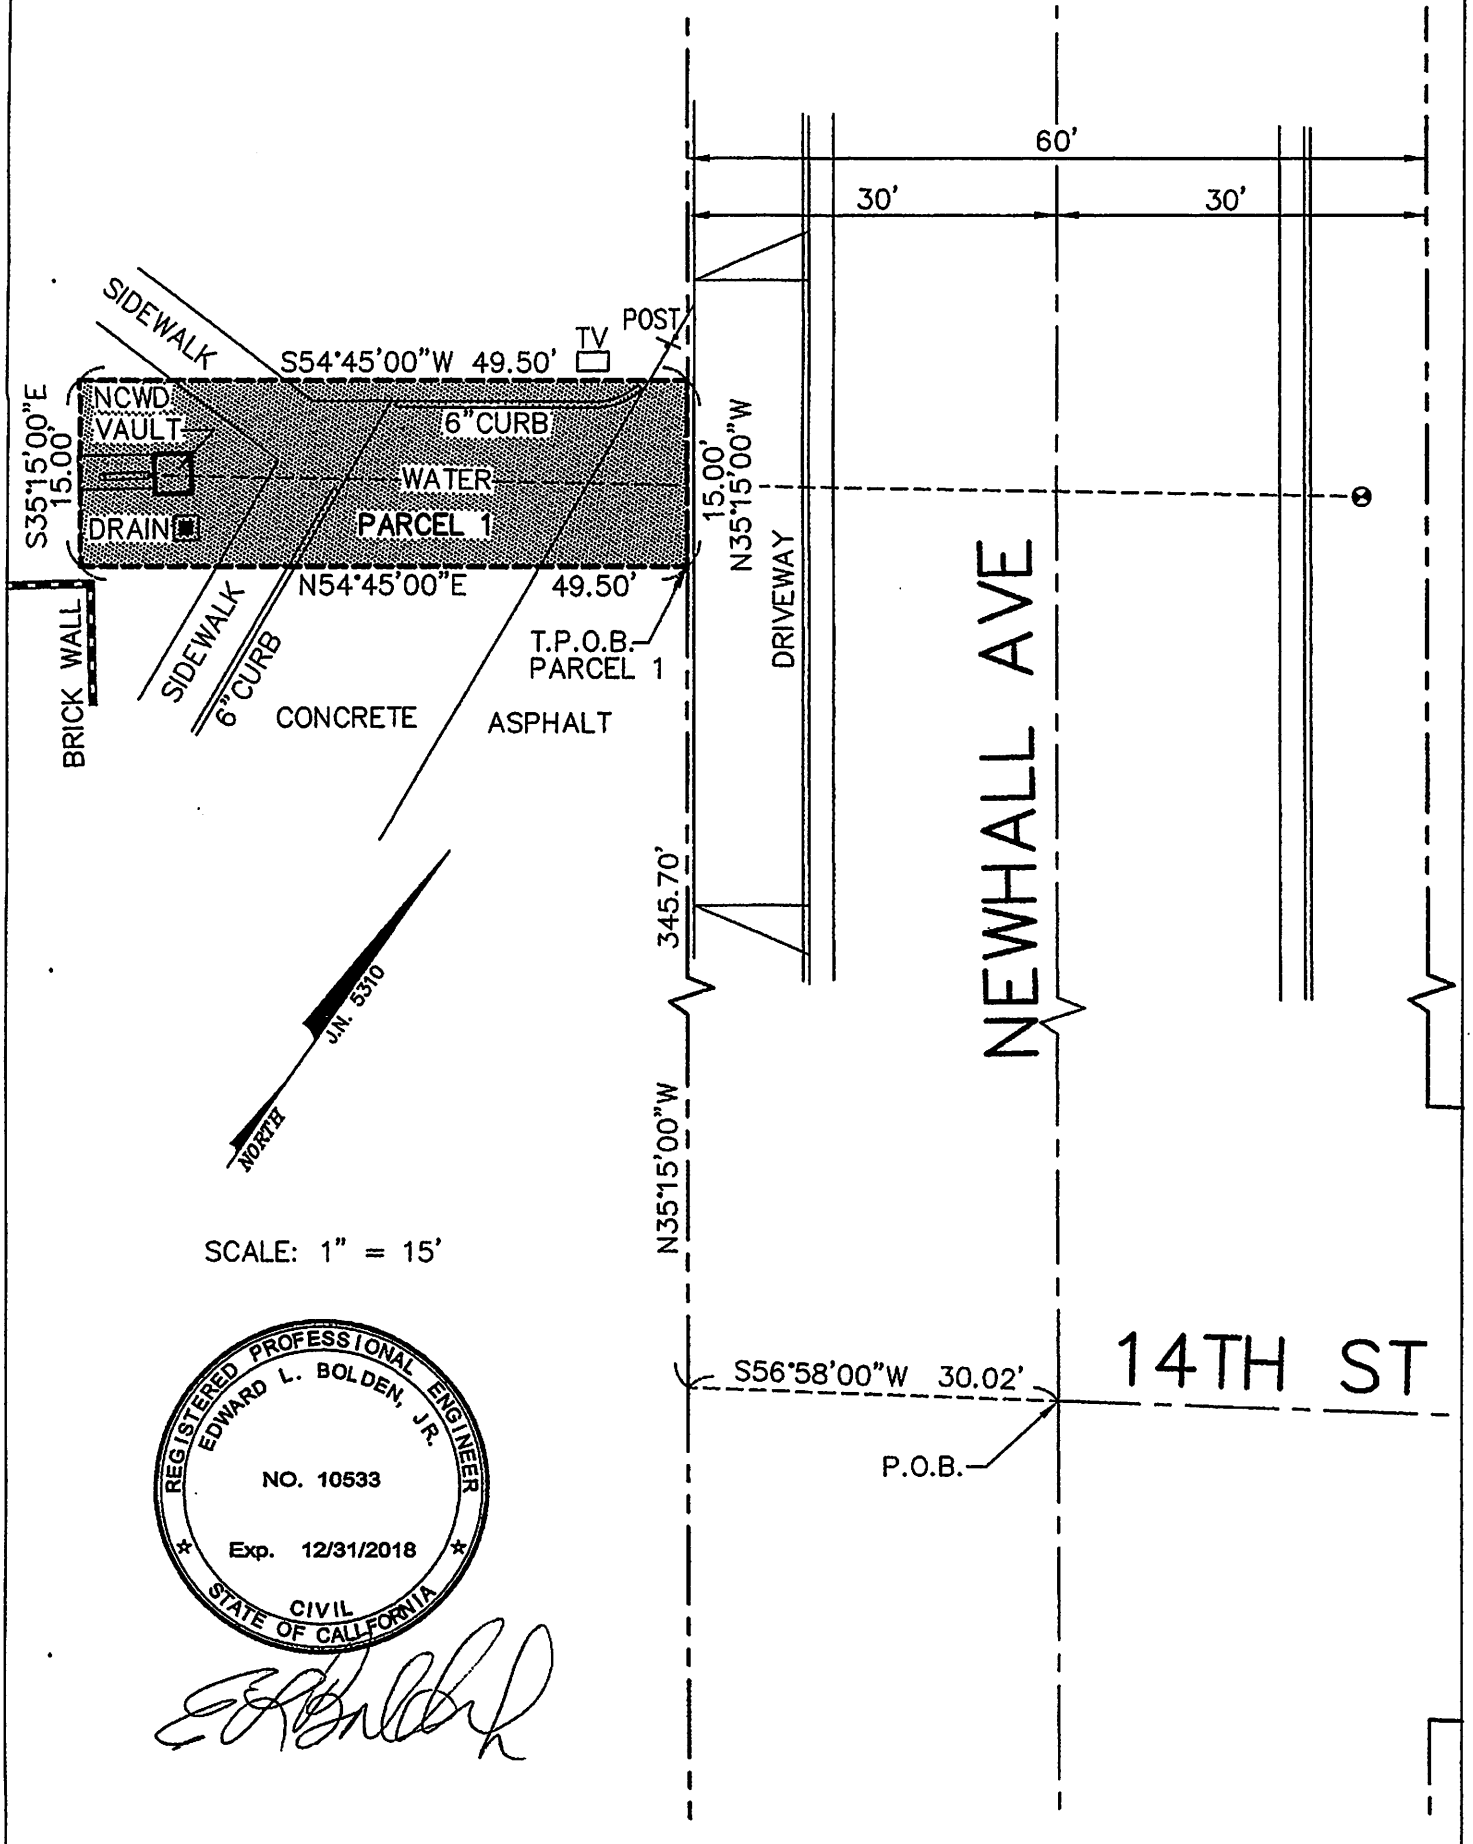 60'
30'
30'
SIDEWALK
POST
TV
S54°45'00"W 49.50'
S35°15'00"E
15.00'
NCWD
VAULT
6"CURB
WATER
DRAIN
PARCEL 1
15.00'
N35°15'00"W
N54°45'00"E 49.50'
T.P.O.B.
PARCEL 1
DRIVEWAY
BRICK WALL
SIDEWALK
6"CURB
CONCRETE
ASPHALT
NEWHALL AVE
345.70'
N35°15'00"W
J.N. 5310
NORTH
SCALE: 1" = 15'
S56°58'00"W 30.02'
14TH ST
P.O.B.
REGISTERED PROFESSIONAL ENGINEER
EDWARD L. BOLDEN, JR.
NO. 10533
Exp. 12/31/2018
CIVIL
STATE OF CALIFORNIA